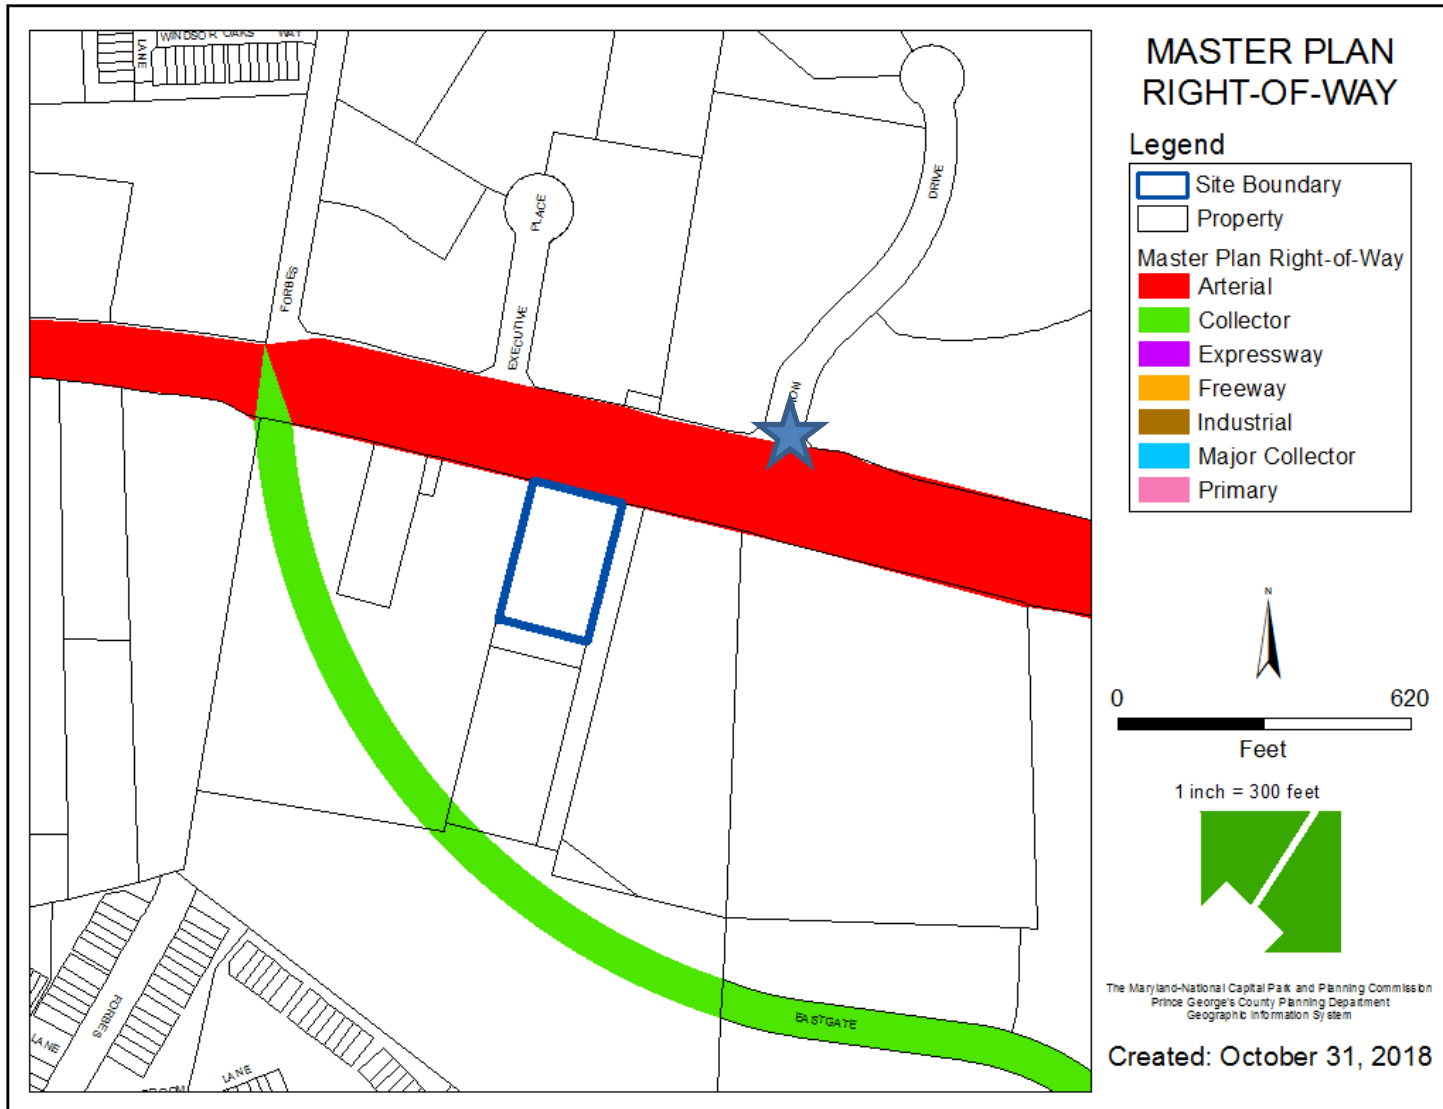 WINDSOR OAKS WAY
LANE
FORBES
PLACE
EXECUTIVE
DRIVE
EASTGATE
FORBES
LANE
LANE
MASTER PLAN
RIGHT-OF-WAY
Legend
Site Boundary
Property
Master Plan Right-of-Way
Arterial
Collector
Expressway
Freeway
Industrial
Major Collector
Primary
N
0 620
Feet
1 inch = 300 feet
The Maryland-National Capital Park and Planning Commission
Prince George's County Planning Department
Geographic Information System
Created: October 31, 2018